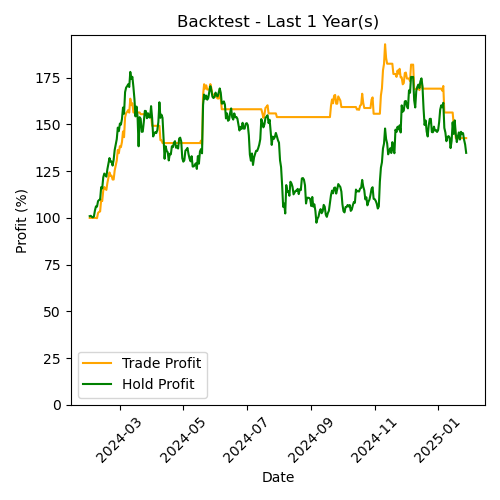 Backtest - Last 1 Year(s)
Profit (%)
175
150
125
100
75
50
25
0
Trade Profit
Hold Profit
2024-03
2024-05
2024-07
2024-09
2024-11
2025-01
Date